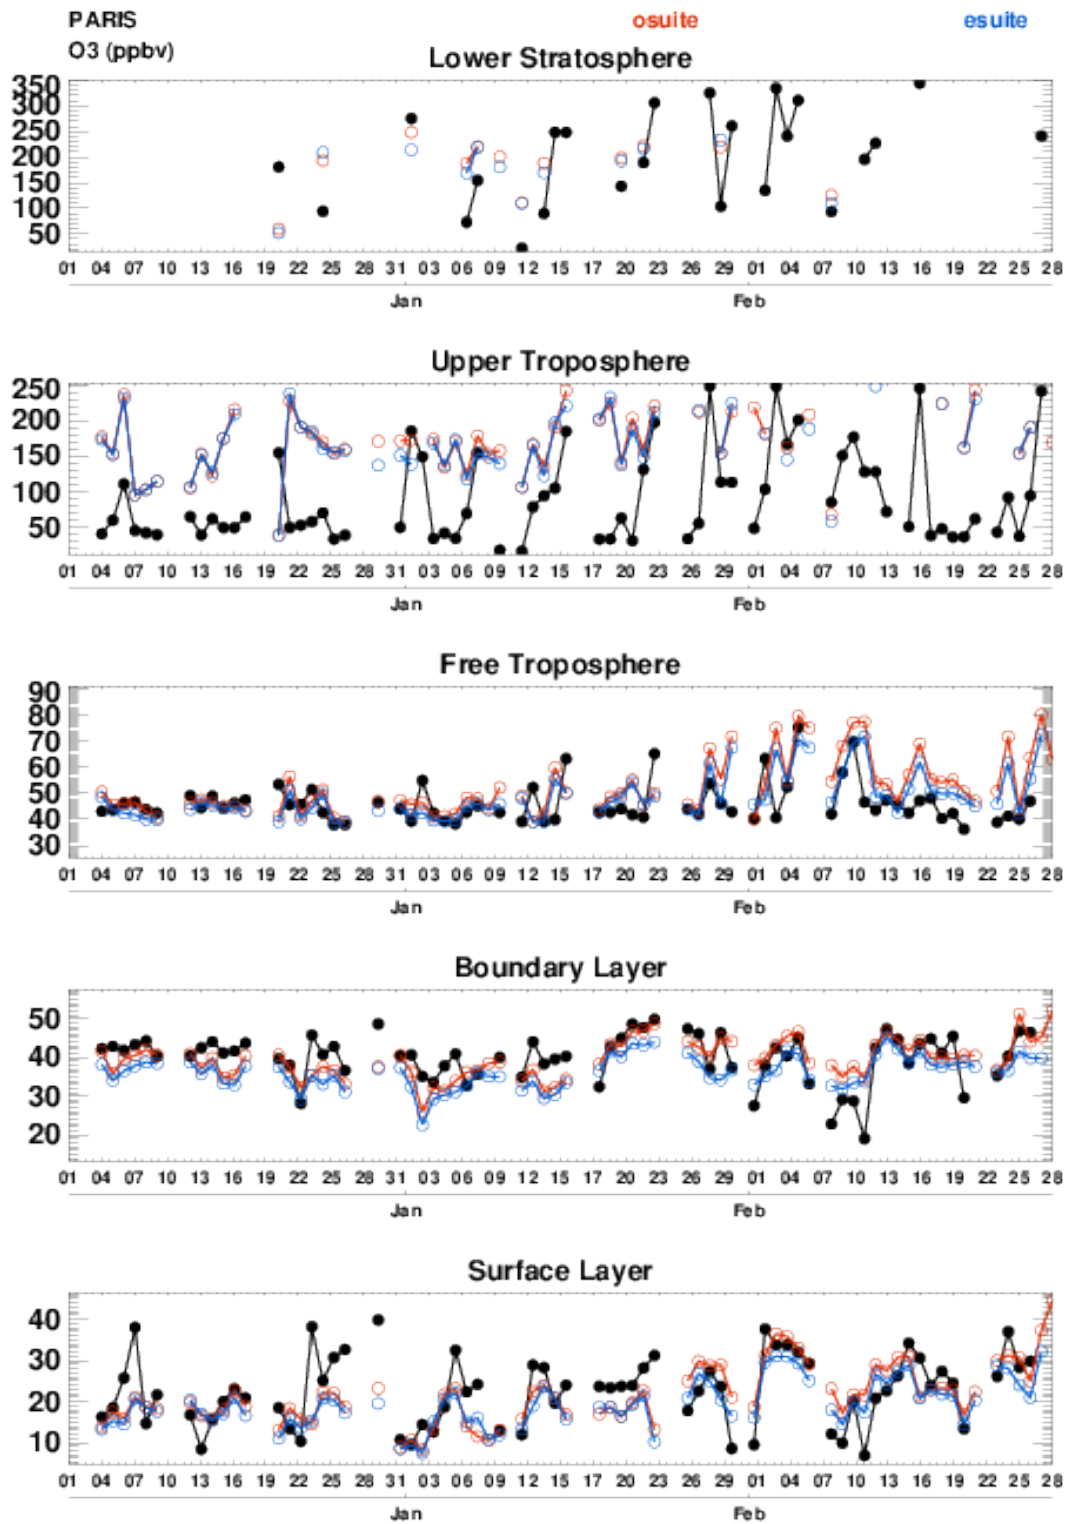 PARIS osuite esuite
O3 (ppbv)
Lower Stratosphere
350
300
250
200
150
100
50
01 04 07 10 13 16 19 22 25 28 31 03 06 09 12 15 17 20 23 26 29 01 04 07 10 13 16 19 22 25 28
Jan Feb
Upper Troposphere
250
200
150
100
50
01 04 07 10 13 16 19 22 25 28 31 03 06 09 12 15 17 20 23 26 29 01 04 07 10 12 16 19 22 25 28
Jan Feb
Free Troposphere
90
80
70
60
50
40
30
01 04 07 10 13 16 19 22 25 28 31 03 06 09 12 15 17 20 23 26 29 01 04 07 10 13 16 19 22 25 28
Jan Feb
Boundary Layer
50
40
30
20
01 04 07 10 13 16 19 22 25 28 31 03 06 09 12 15 17 20 23 26 29 01 04 07 10 13 16 19 22 25 28
Jan Feb
Surface Layer
40
30
20
10
01 04 07 10 13 16 19 22 25 28 31 03 06 09 12 15 17 20 23 26 29 01 04 07 10 13 16 19 22 25 28
Jan Feb